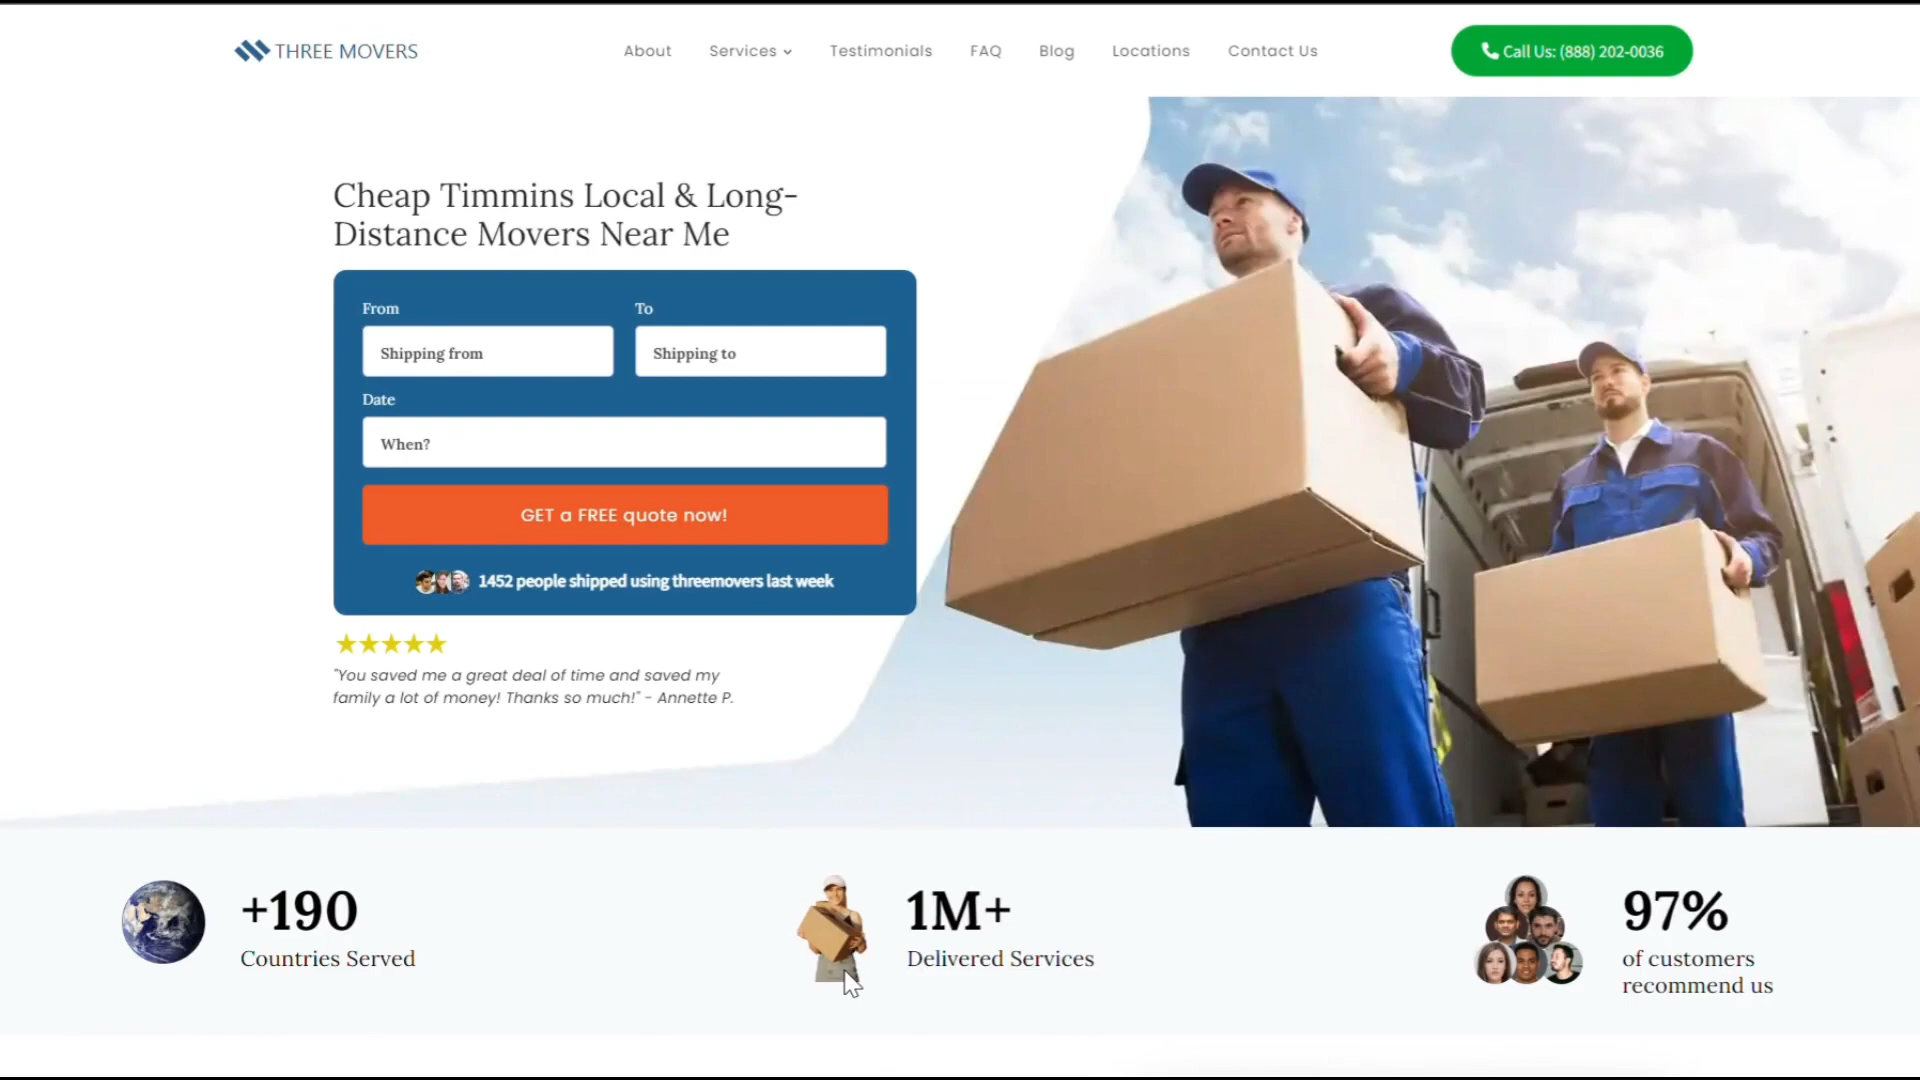 THREE MOVERS
About
Services
Testimonials
FAQ
Blog
Locations
Contact Us
Call Us: (888) 202-0036
Cheap Timmins Local & Long-
Distance Movers Near Me
From
To
Shipping from
Shipping to
Date
When?
GET a FREE quote now!
1452 people shipped using threemovers last week
"You saved me a great deal of time and saved my
family a lot of money! Thanks so much!" - Annette P.
+190
Countries Served
1M+
Delivered Services
97%
of customers
recommend us